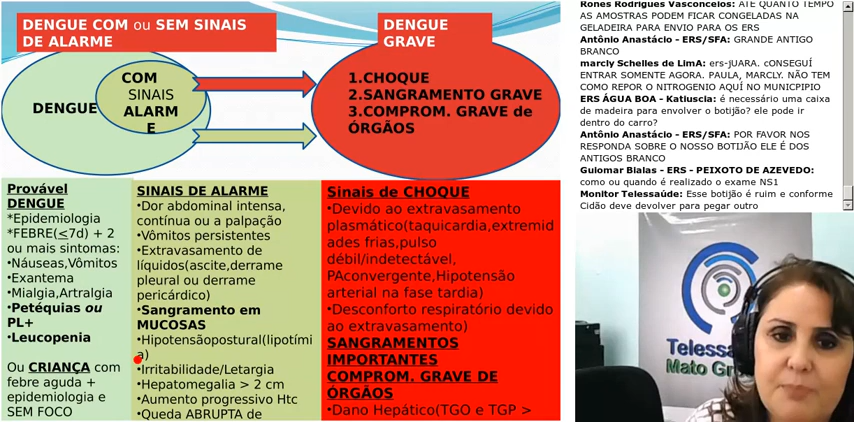 DENGUE COM ou SEM SINAIS
DE ALARME
DENGUE
GRAVE
DENGUE
COM
SINAIS
ALARM
E
1.CHOQUE
2.SANGRAMENTO GRAVE
3.COMPROM. GRAVE de
ÓRGÃOS
Provável
DENGUE
*Epidemiologia
*FEBRE(≤7d) + 2
ou mais sintomas:
•Náuseas,Vômitos
•Exantema
•Mialgia,Artralgia
•Petéquias ou
PL+
•Leucopenia
Ou CRIANÇA com
febre aguda +
epidemiologia e
SEM FOCO
SINAIS DE ALARME
•Dor abdominal intensa,
contínua ou a palpação
•Vômitos persistentes
•Extravasamento de
líquidos(ascite,derrame
pleural ou derrame
pericárdico)
•Sangramento em
MUCOSAS
•Hipotensãopostural(lipotími
a)
•Irritabilidade/Letargia
•Hepatomegalia > 2 cm
•Aumento progressivo Htc
•Queda ABRUPTA de
Sinais de CHOQUE
•Devido ao extravasamento
plasmático(taquicardia,extremid
ades frias,pulso
débil/indetectável,
PAconvergente,Hipotensão
arterial na fase tardia)
•Desconforto respiratório devido
ao extravasamento)
SANGRAMENTOS
IMPORTANTES
COMPROM. GRAVE DE
ÓRGÃOS
•Dano Hepático(TGO e TGP >
Rones Rodrigues Vasconcelos: ATÉ QUANTO TEMPO
AS AMOSTRAS PODEM FICAR CONGELADAS NA
GELADEIRA PARA ENVIO PARA OS ERS
Antônio Anastácio - ERS/SFA: GRANDE ANTIGO
BRANCO
marcly Schelles de LimA: ers-jUARA. cONSEGUÍ
ENTRAR SOMENTE AGORA. PAULA, MARCLY. NÃO TEM
COMO REPOR O NITROGENIO AQUÍ NO MUNICIPIO
ERS ÁGUA BOA - Katiuscia: é necessário uma caixa
de madeira para envolver o botijão? ele pode ir
dentro do carro?
Antônio Anastácio - ERS/SFA: POR FAVOR NOS
RESPONDA SOBRE O NOSSO BOTIJÃO ELE É DOS
ANTIGOS BRANCO
Guiomar Bialas - ERS - PEIXOTO DE AZEVEDO:
como ou quando é realizado o exame NS1
Monitor Telessaúde: Esse botijão é ruim e conforme
Cidão deve devolver para pegar outro
Telessa
Mato Gr